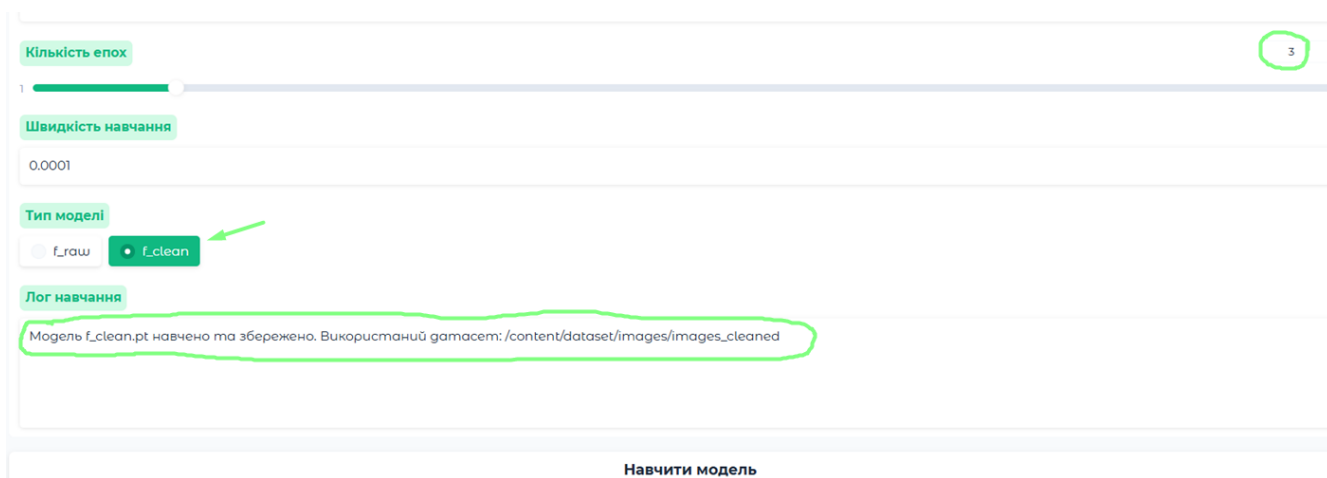 Кількість епох
3
1
Швидкість навчання
0.0001
Тип моделі
f_raw
f_clean
Лог навчання
Модель f_clean.pt навчено та збережено. Використаний датасет: /content/dataset/images/images_cleaned
Навчити модель